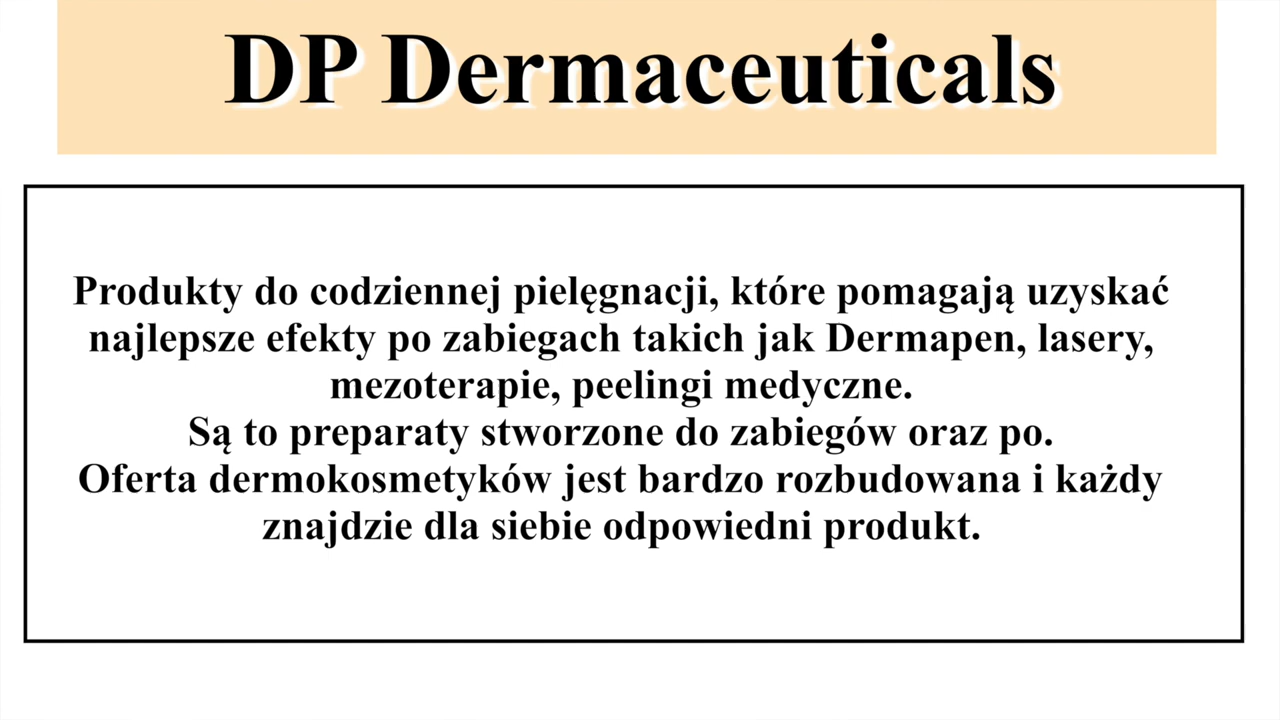 DP Dermaceuticals
Produkty do codziennej pielęgnacji, które pomagają uzyskać
najlepsze efekty po zabiegach takich jak Dermapen, lasery,
mezoterapie, peelingi medyczne.
Są to preparaty stworzone do zabiegów oraz po.
Oferta dermokosmetyków jest bardzo rozbudowana i każdy
znajdzie dla siebie odpowiedni produkt.